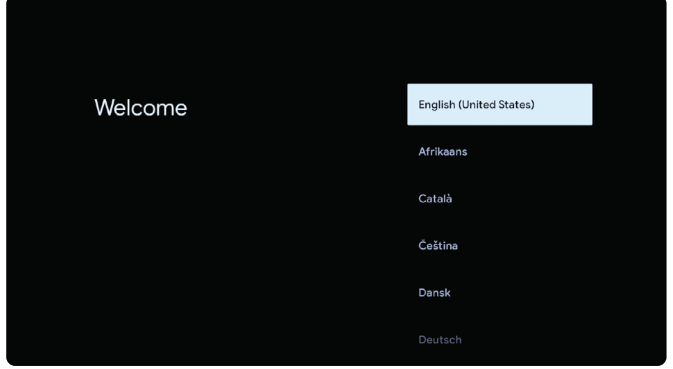 Welcome
English (United States)
Afrikaans
Català
Čeština
Dansk
Deutsch